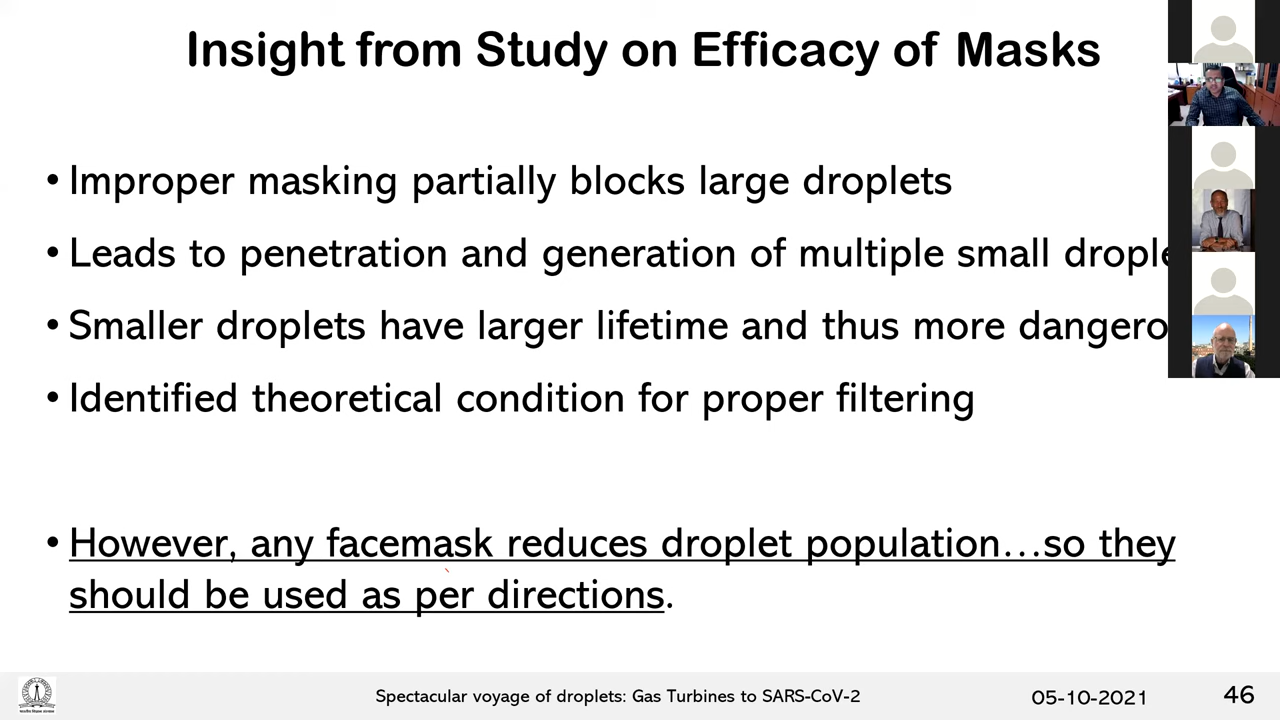 Insight from Study on Efficacy of Masks
• Improper masking partially blocks large droplets
• Leads to penetration and generation of multiple small drople
• Smaller droplets have larger lifetime and thus more dangero
• Identified theoretical condition for proper filtering
• However, any facemask reduces droplet population...so they
should be used as per directions.
Spectacular voyage of droplets: Gas Turbines to SARS-CoV-2
05-10-2021
46